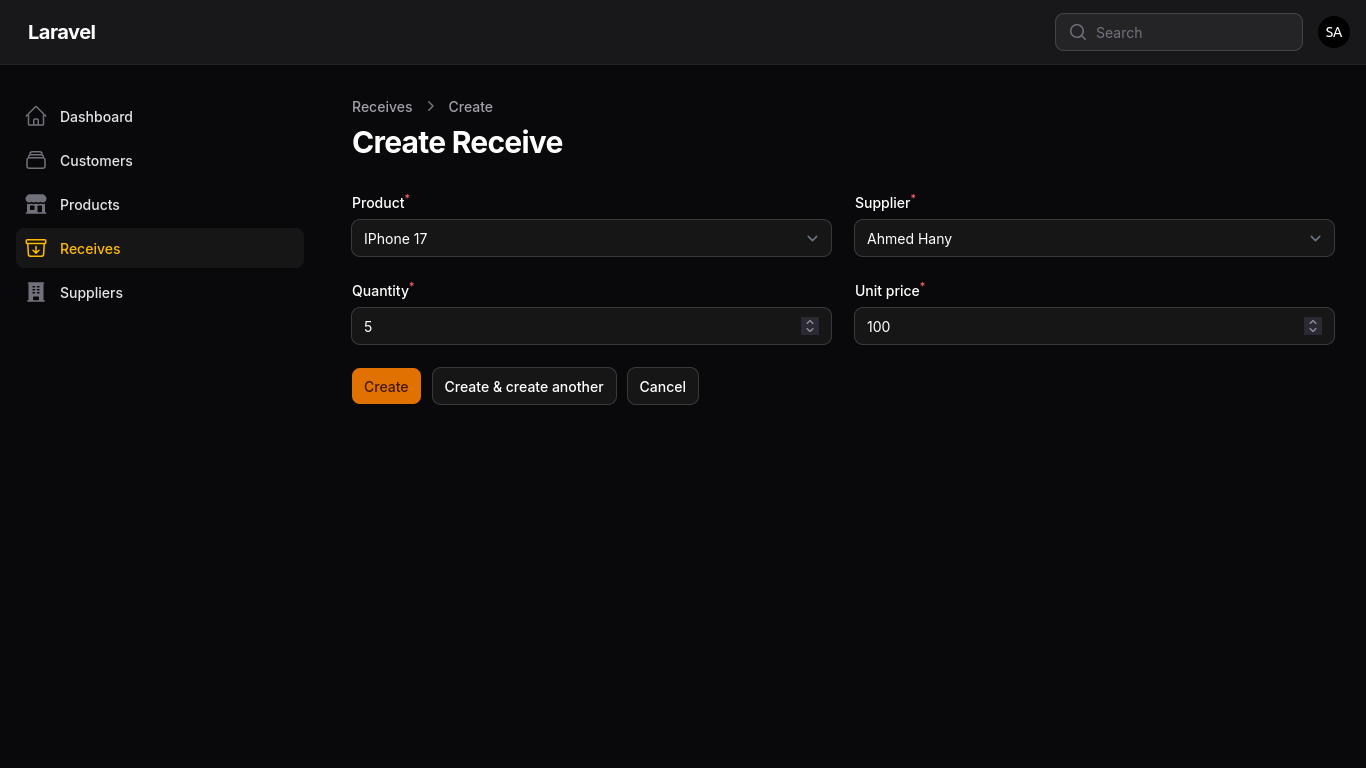 Laravel
Search
SA
Dashboard
Customers
Products
Receives
Suppliers
Receives > Create
Create Receive
Product* Supplier*
IPhone 17 Ahmed Hany
Quantity* Unit price*
5 100
Create Create & create another Cancel